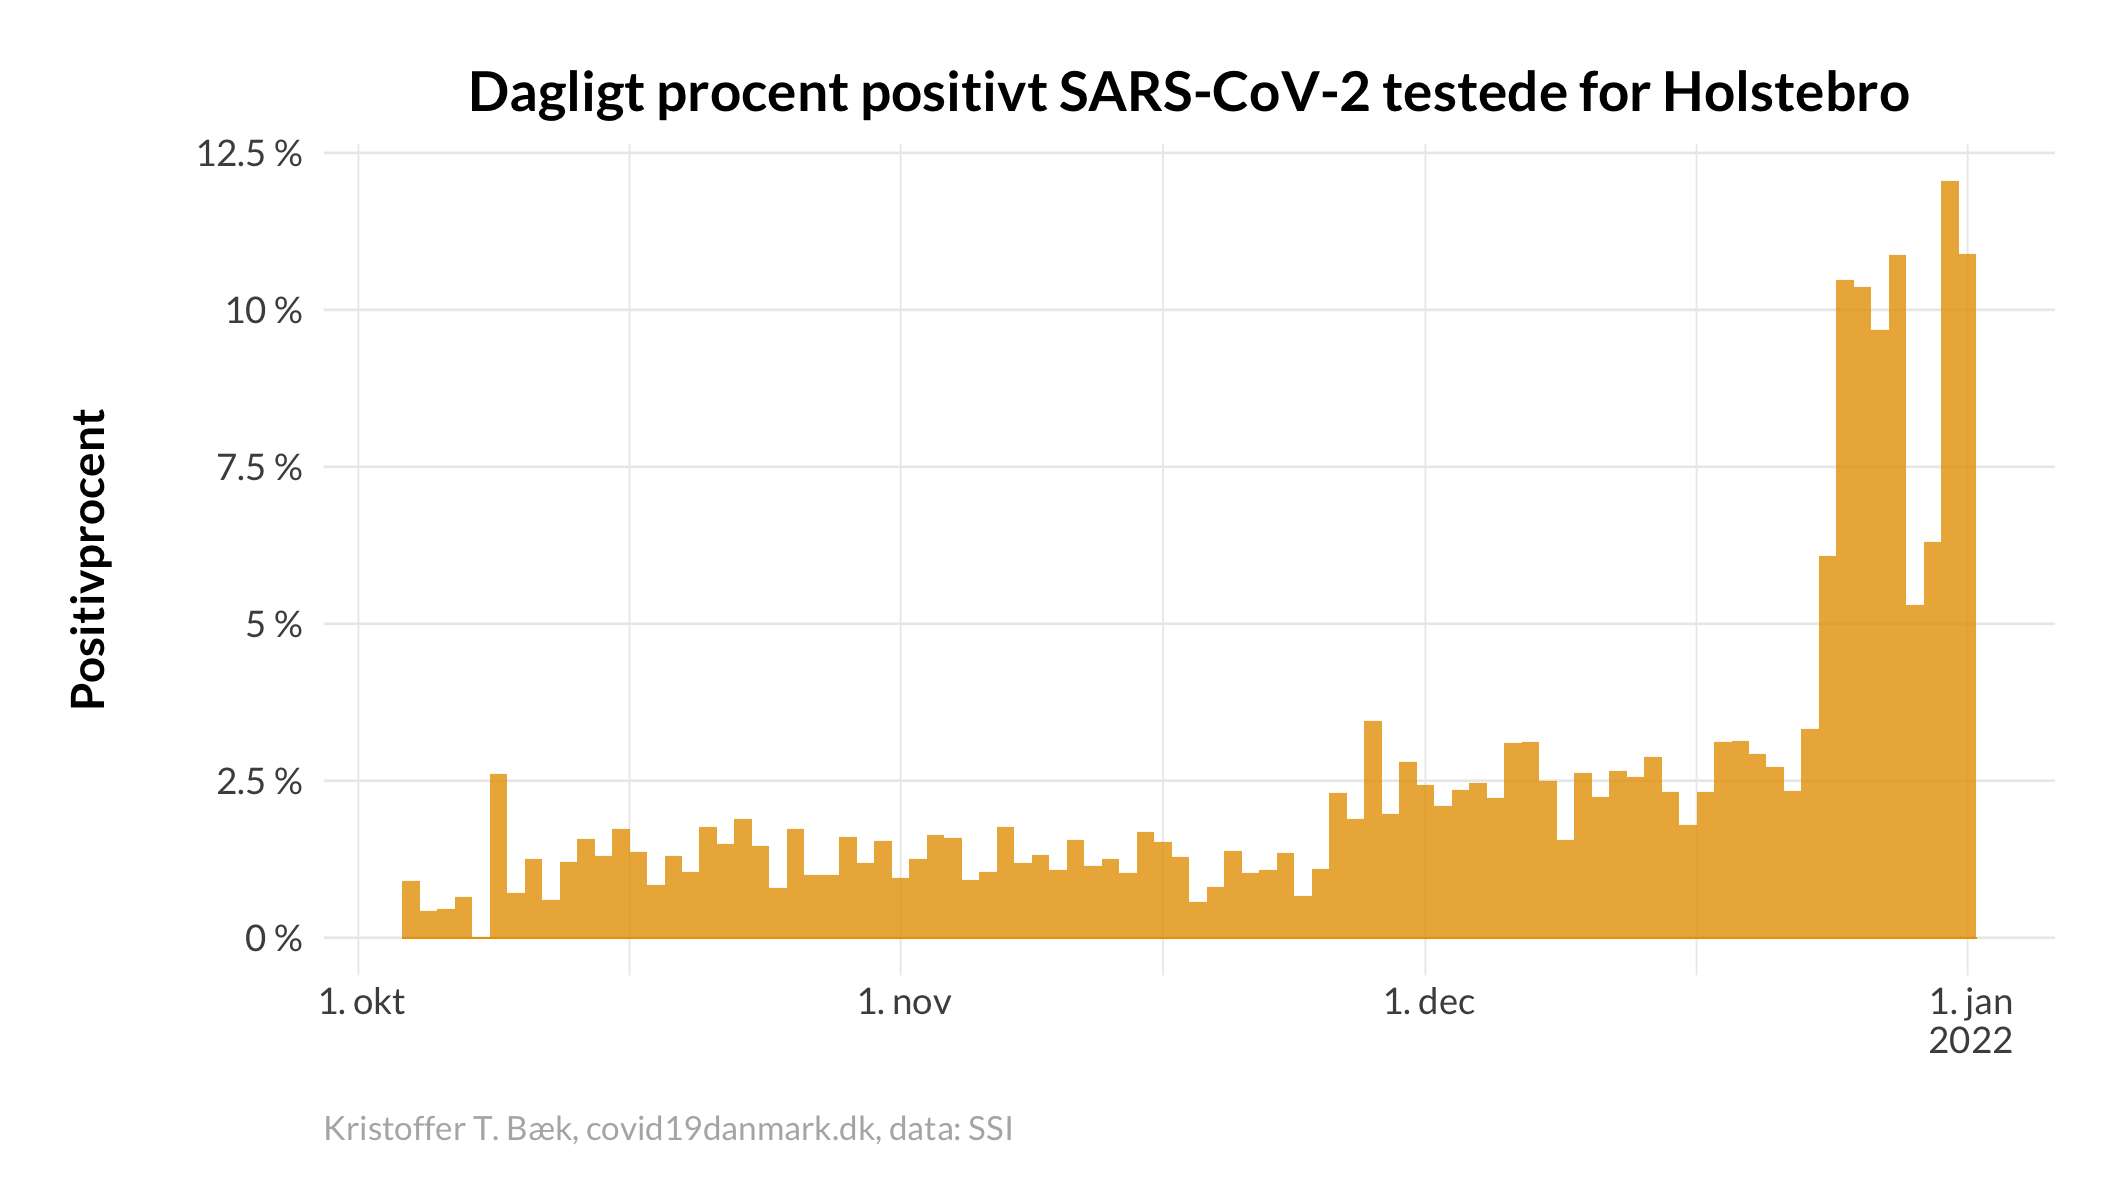 Dagligt procent positivt SARS-CoV-2 testede for Holstebro
Positivprocent
12.5 %
10 %
7.5 %
5 %
2.5 %
0 %
1. okt
1. nov
1. dec
1. jan
2022
Kristoffer T. Bæk, covid19danmark.dk, data: SSI